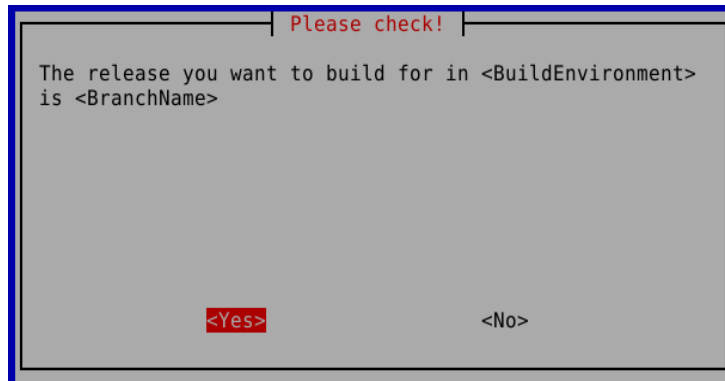 Please check!
The release you want to build for in <BuildEnvironment>
is <BranchName>
<Yes> <No>